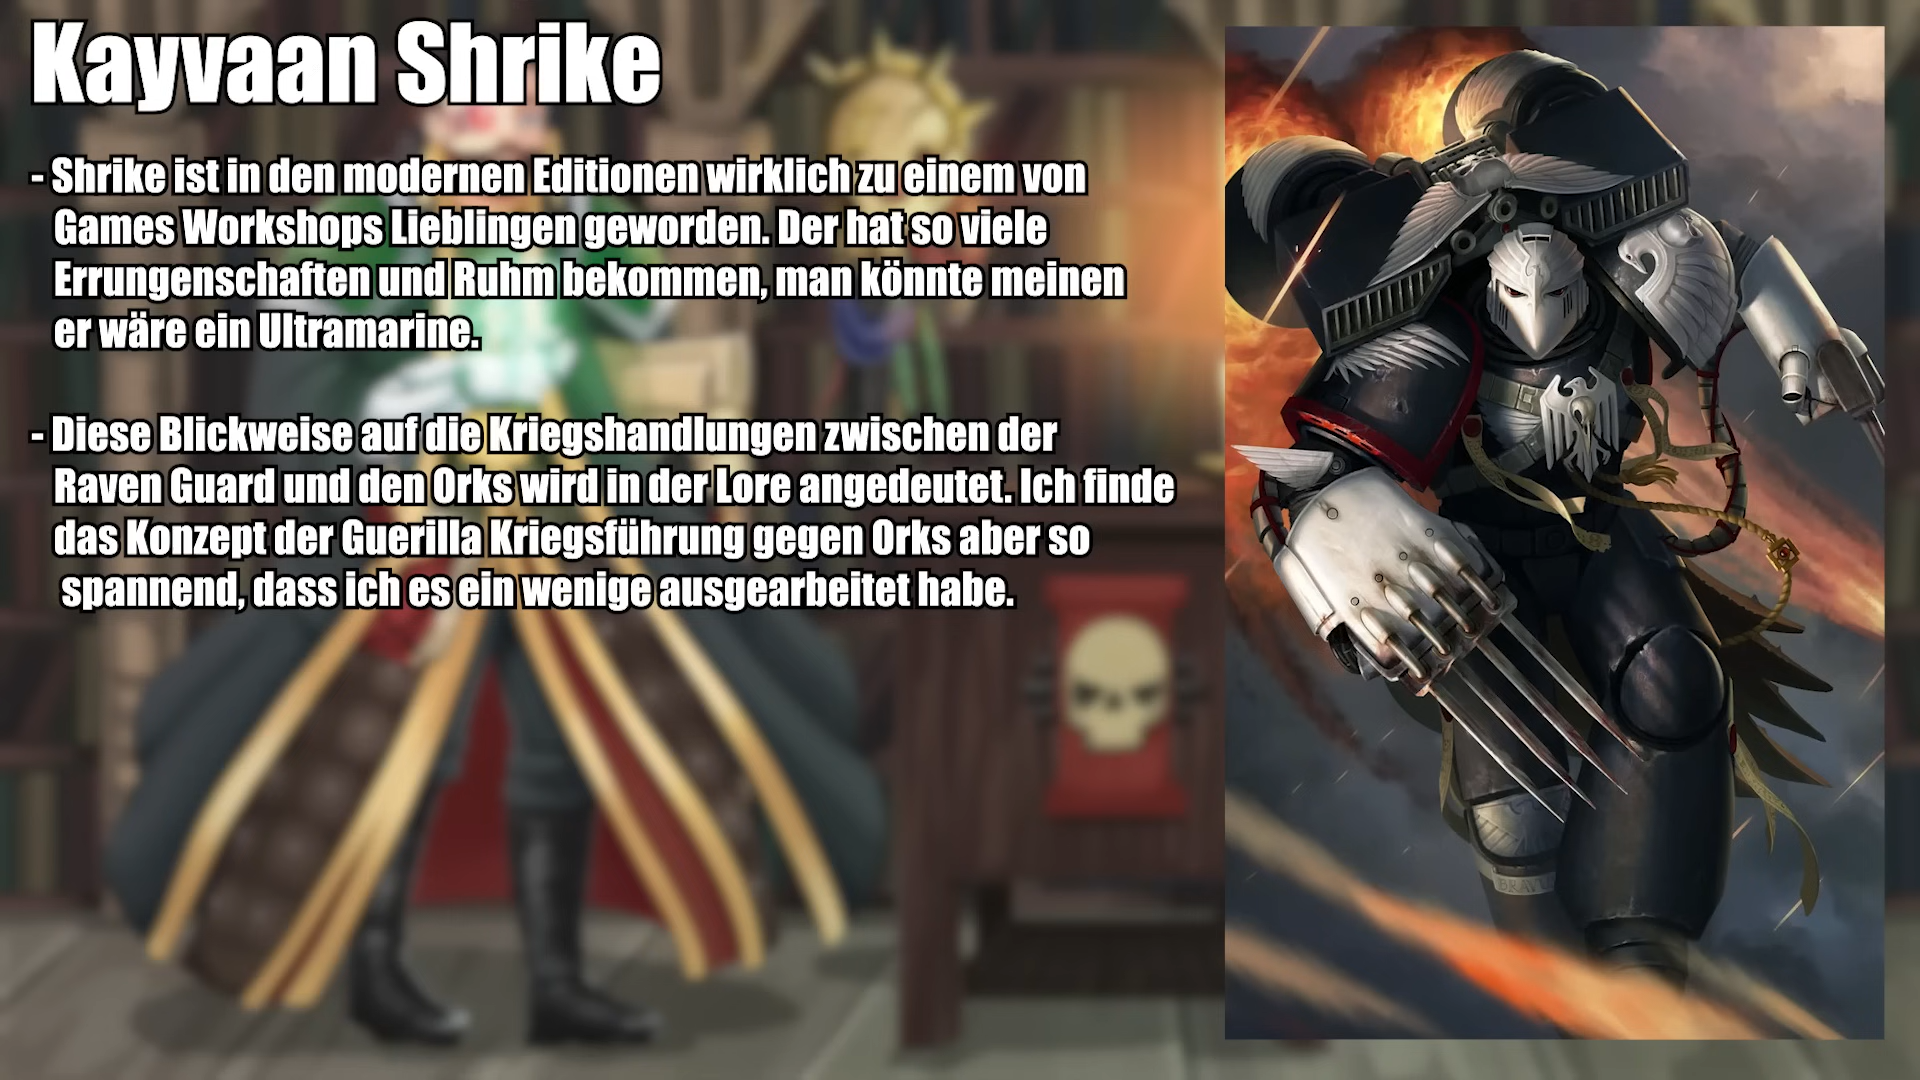 Kayvaan Shrike
- Shrike ist in den modernen Editionen wirklich zu einem von
Games Workshops Lieblingen geworden. Der hat so viele
Errungenschaften und Ruhm bekommen, man könnte meinen
er wäre ein Ultramarine.
- Diese Blickweise auf die Kriegshandlungen zwischen der
Raven Guard und den Orks wird in der Lore angedeutet. Ich finde
das Konzept der Guerilla Kriegsführung gegen Orks aber so
spannend, dass ich es ein wenige ausgearbeitet habe.